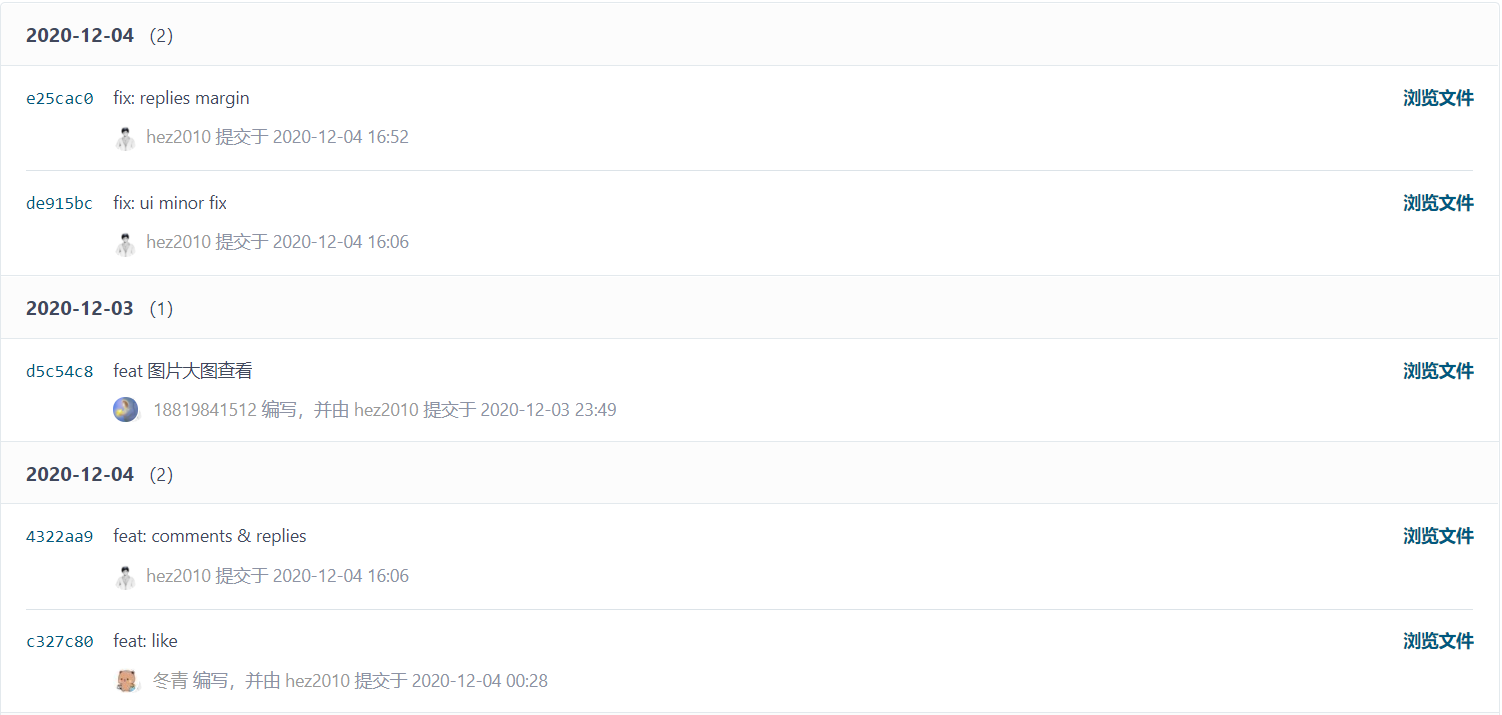 2020-12-04 (2)
e25cac0 fix: replies margin 浏览文件
hez2010 提交于 2020-12-04 16:52
de915bc fix: ui minor fix 浏览文件
hez2010 提交于 2020-12-04 16:06
2020-12-03 (1)
d5c54c8 feat 图片大图查看 浏览文件
18819841512 编写，并由 hez2010 提交于 2020-12-03 23:49
2020-12-04 (2)
4322aa9 feat: comments & replies 浏览文件
hez2010 提交于 2020-12-04 16:06
c327c80 feat: like 浏览文件
冬青 编写，并由 hez2010 提交于 2020-12-04 00:28